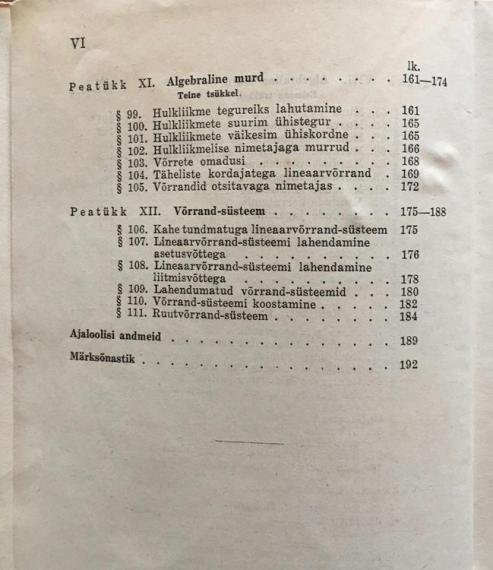 VI
lk.
Peatükk XI. Algebraline murd . . . . . . . . 161—174
Teine tsükkel.
§ 99. Hulkliikme tegureiks lahutamine . . . 161
§ 100. Hulkliikmete suurim ühistegur . . . 165
§ 101. Hulkliikmete väikesim ühiskordne . . 165
§ 102. Hulkliikmelise nimetajaga murrud . . 166
§ 103. Võrrete omadusi . . . . . . . . 168
§ 104. Täheliste kordajatega lineaarvõrrand . 169
§ 105. Võrrandid otsitavaga nimetajas . . . 172
Peatükk XII. Võrrand-süsteem . . . . . . . . 175—188
§ 106. Kahe tundmatuga lineaarvõrrand-süsteem 175
§ 107. Lineaarvõrrand-süsteemi lahendamine
asetusvõttega . . . . . . . . . 176
§ 108. Lineaarvõrrand-süsteemi lahendamine
liitmisvõttega . . . . . . . . . 178
§ 109. Lahendumatud võrrand-süsteemid . . . 180
§ 110. Võrrand-süsteemi koostamine . . . . 182
§ 111. Ruutvõrrand-süsteem . . . . . . . 184
Ajaloolisi andmeid . . . . . . . . . . . . 189
Märksõnastik . . . . . . . . . . . . . . 192